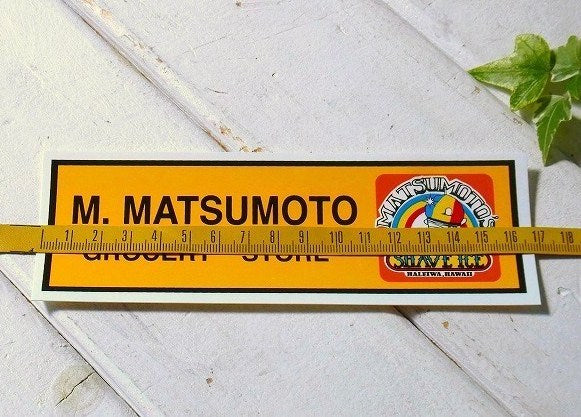 M. MATSUMOTO
1 2 3 4 5 6 7 8 9 10 11 12 13 14 15 16 17 18
GROCERY STORE
MATSUMOTO'S
SHAVE ICE
HALEIWA, HAWAII